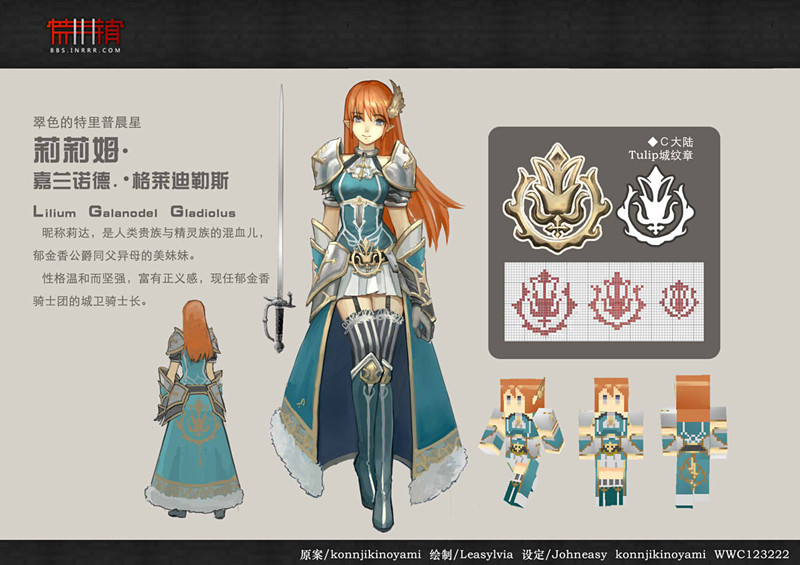 BBS.INRRR.COM
翠色的特里普晨星
莉莉姆·
嘉兰诺德.·格莱迪勒斯
Lilium Galanodel Gladiolus
昵称莉达，是人类贵族与精灵族的混血儿，
郁金香公爵同父异母的美妹妹。
性格温和而坚强，富有正义感，现任郁金香
骑士团的城卫骑士长。
◆C大陆
Tulip城纹章
原案/konnjikinoyami 绘制/Leasylvia 设定/Johneasy konnjikinoyami WWC123222